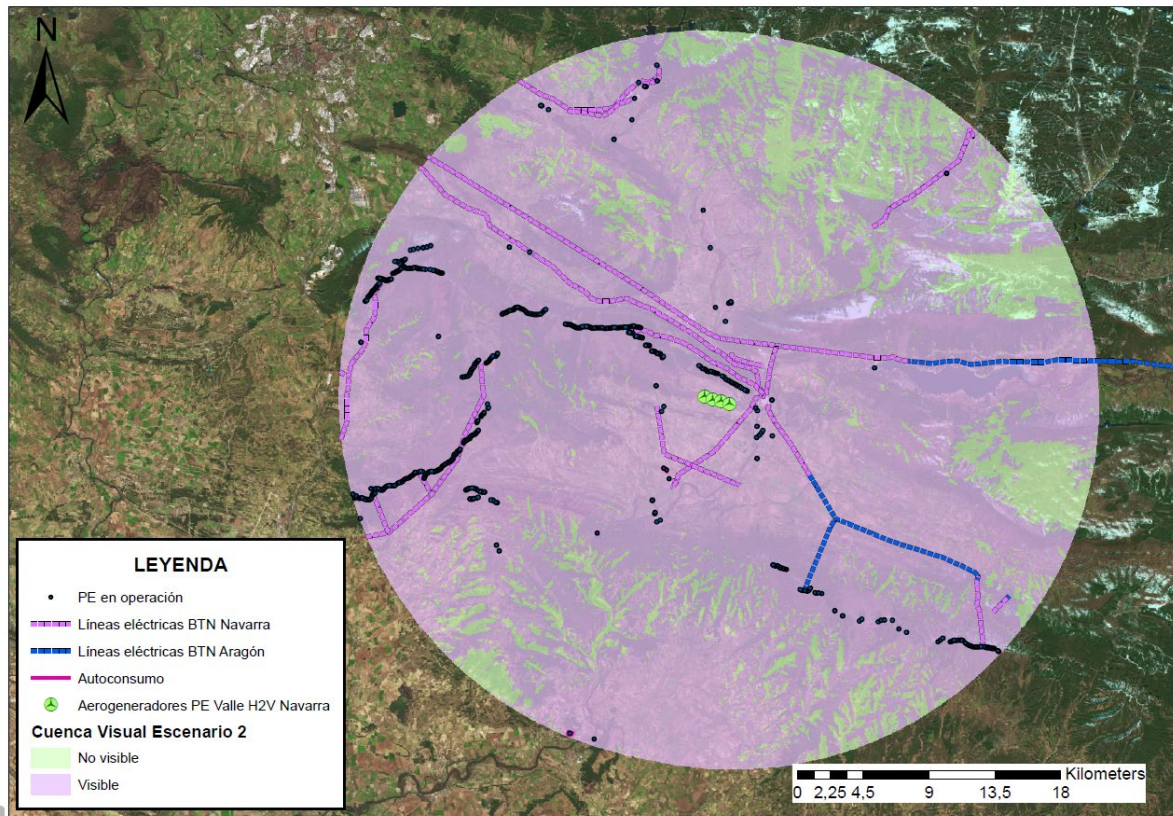 N
LEYENDA
PE en operación
Líneas eléctricas BTN Navarra
Líneas eléctricas BTN Aragón
Autoconsumo
Aerogeneradores PE Valle H2V Navarra
Cuenca Visual Escenario 2
No visible
Visible
Kilometers
0 2,25 4,5 9 13,5 18